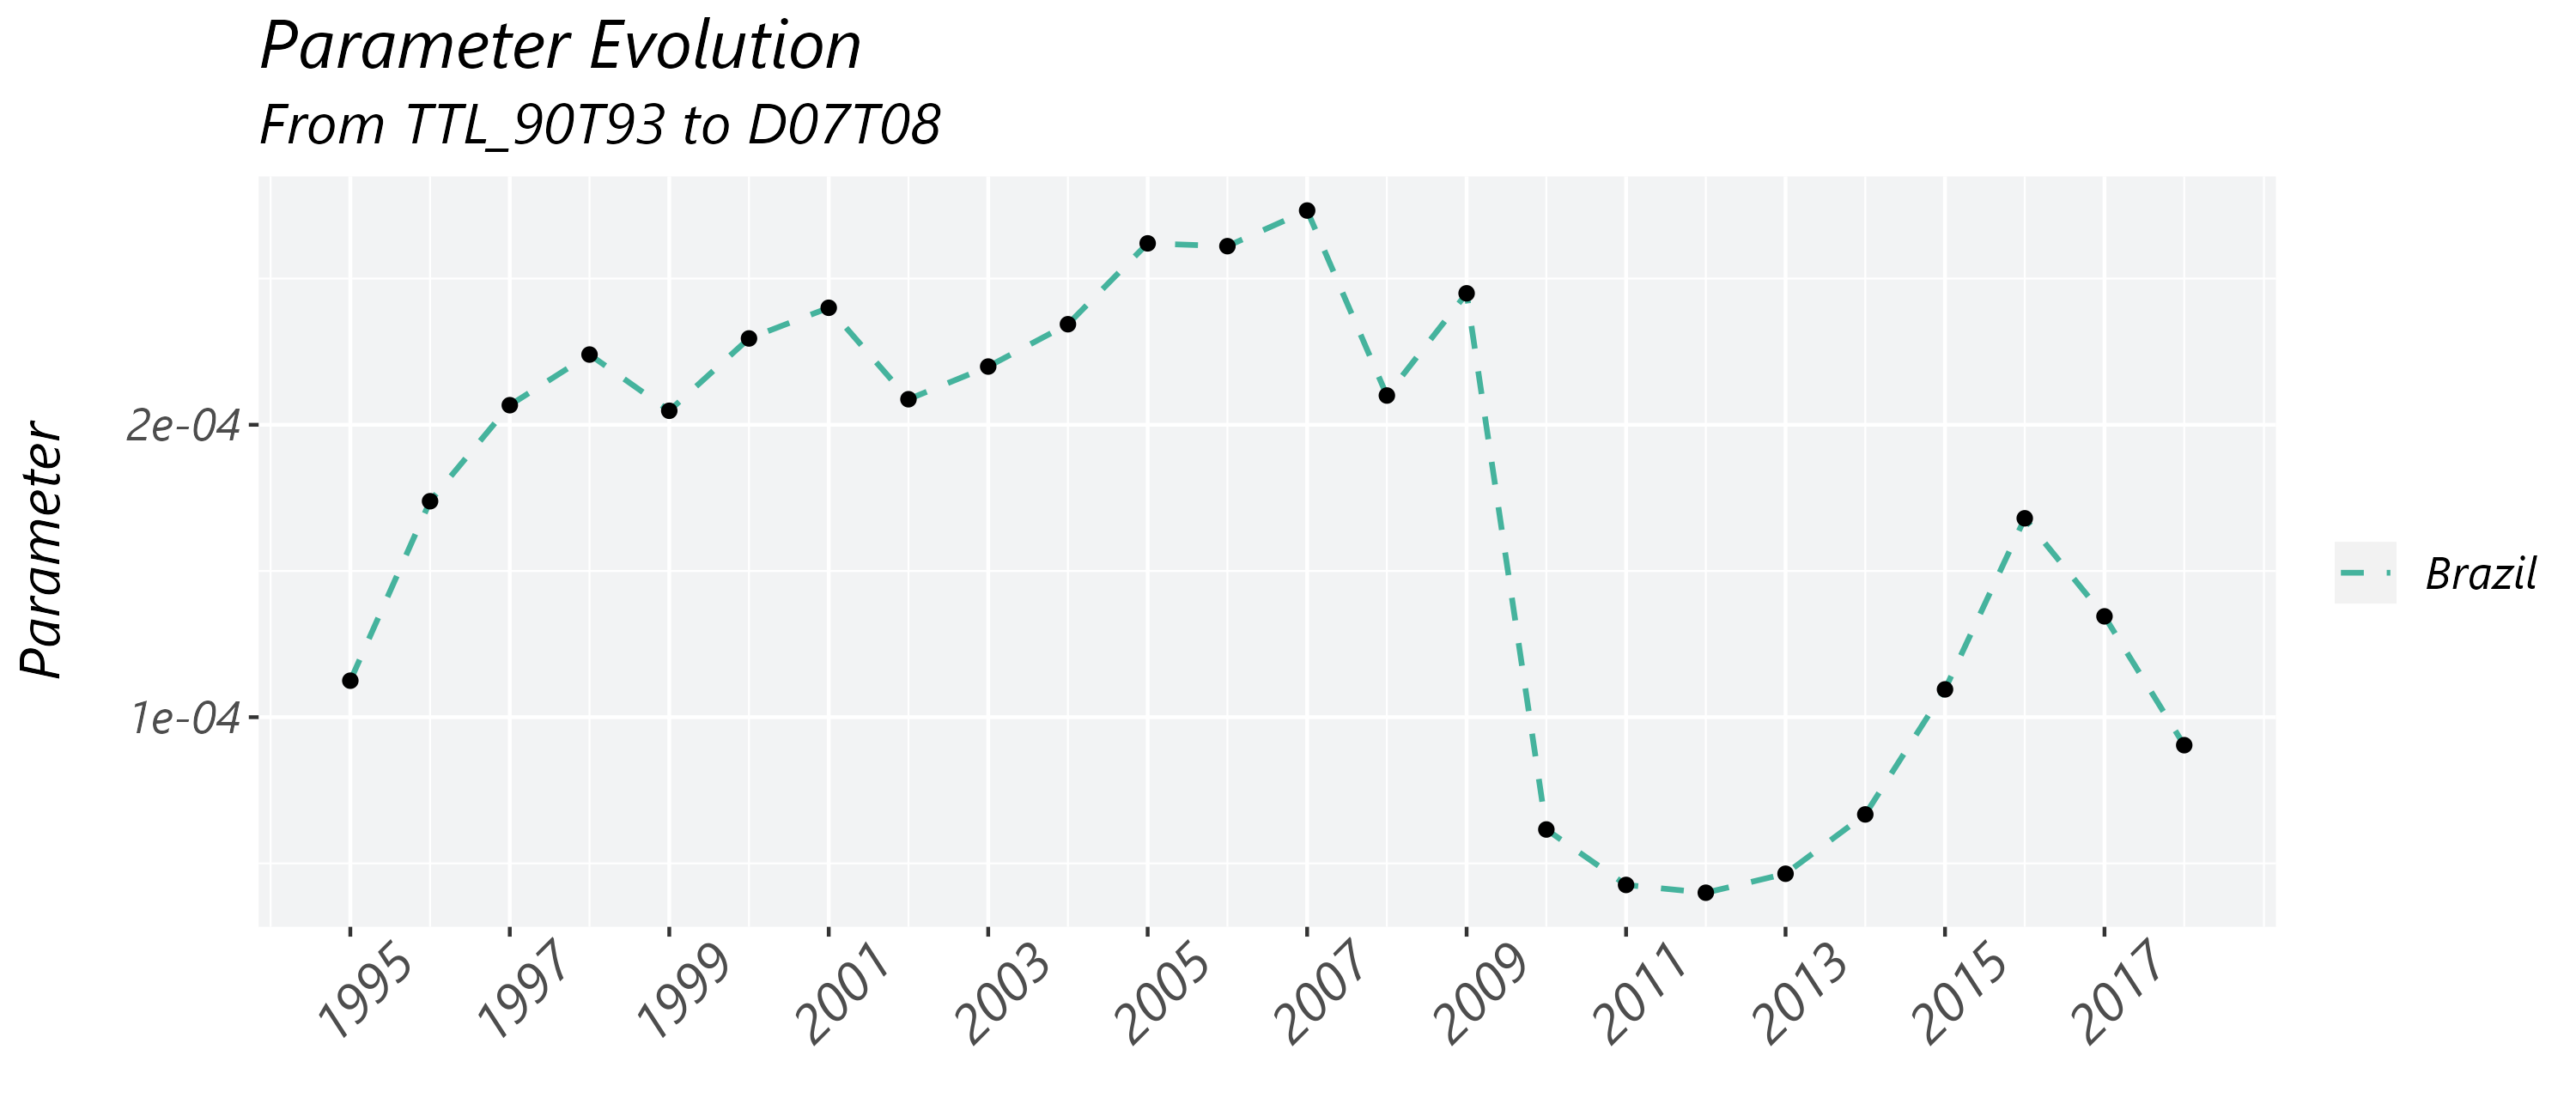 Parameter Evolution
From TTL_90T93 to D07T08
Parameter
2e-04
1e-04
1995
1997
1999
2001
2003
2005
2007
2009
2011
2013
2015
2017
Brazil